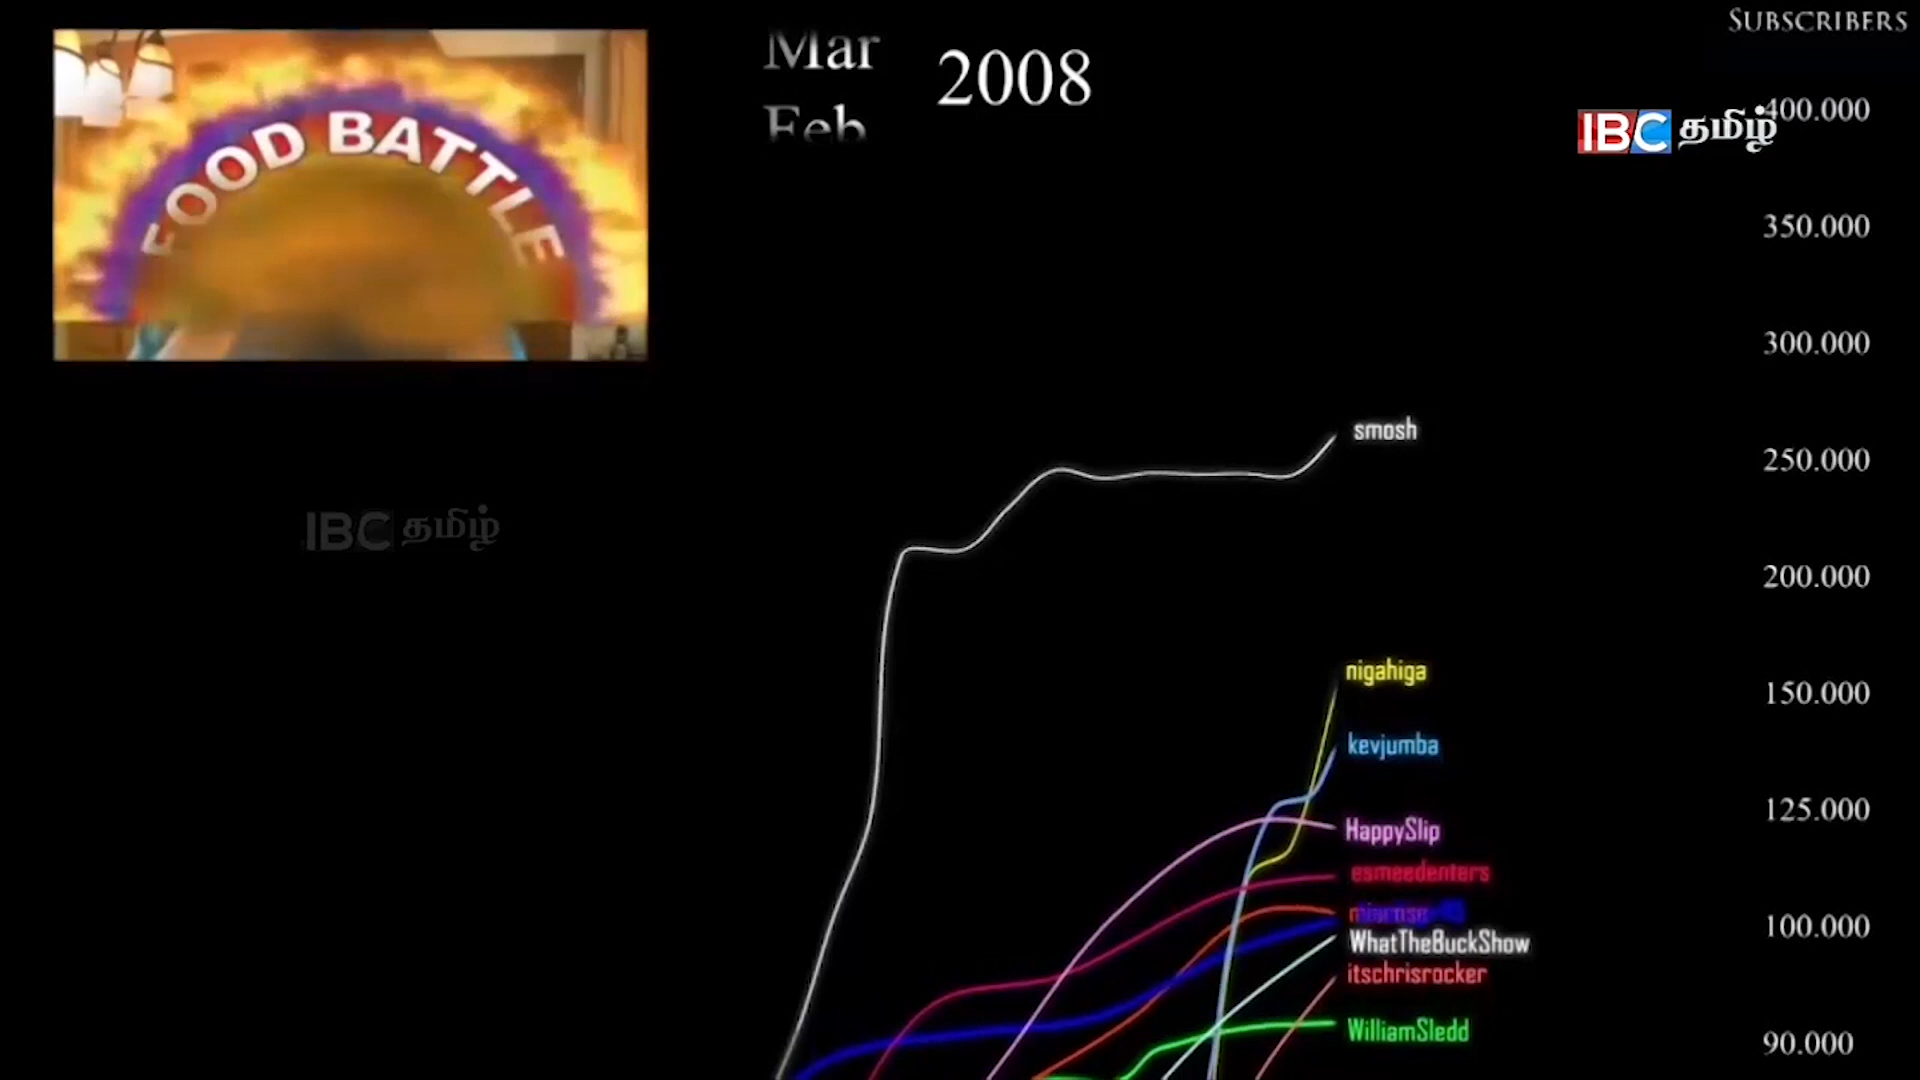 FOOD BATTLE
Mar
Feb
2008
SUBSCRIBERS
IBC தமிழ்
400.000
350.000
300.000
smosh
250.000
IBC தமிழ்
200.000
nigahiga
150.000
kevjumba
125.000
HappySlip
esmeedenters
100.000
WhatTheBuckShow
itschrisrocker
WilliamSledd
90.000